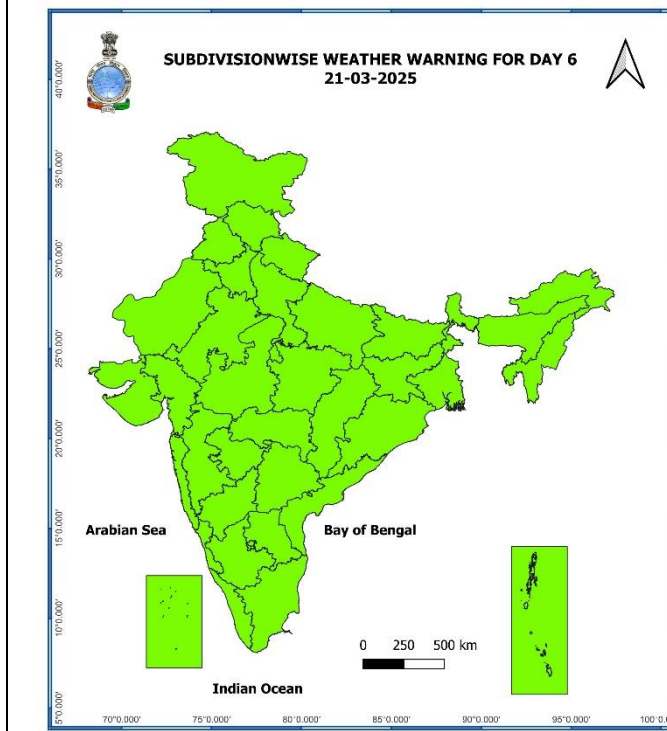 SUBDIVISIONWISE WEATHER WARNING FOR DAY 6
21-03-2025
40°0.000'
35°0.000'
30°0.000'
25°0.000'
20°0.000'
15°0.000'
10°0.000'
5°0.000'
Arabian Sea
Bay of Bengal
0 250 500 km
Indian Ocean
70°0.000' 75°0.000' 80°0.000' 85°0.000' 90°0.000' 95°0.000' 100°0.0